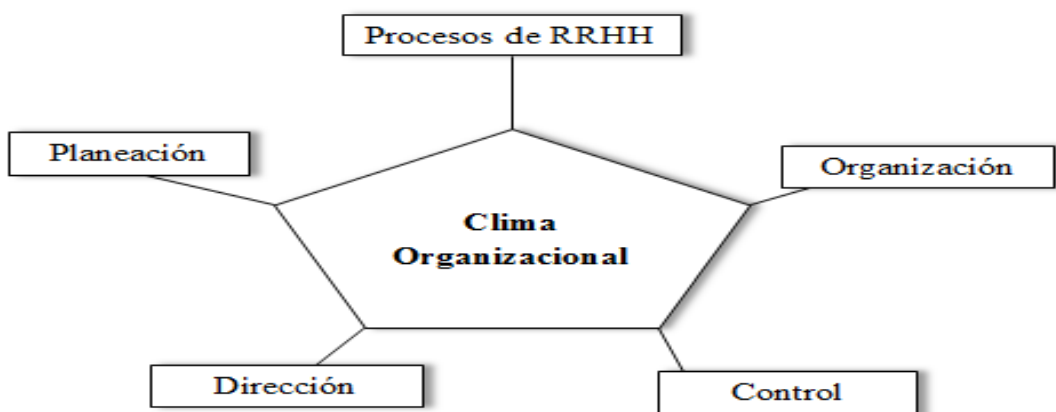 Procesos de RRHH
Planeación
Organización
Clima
Organizacional
Dirección
Control